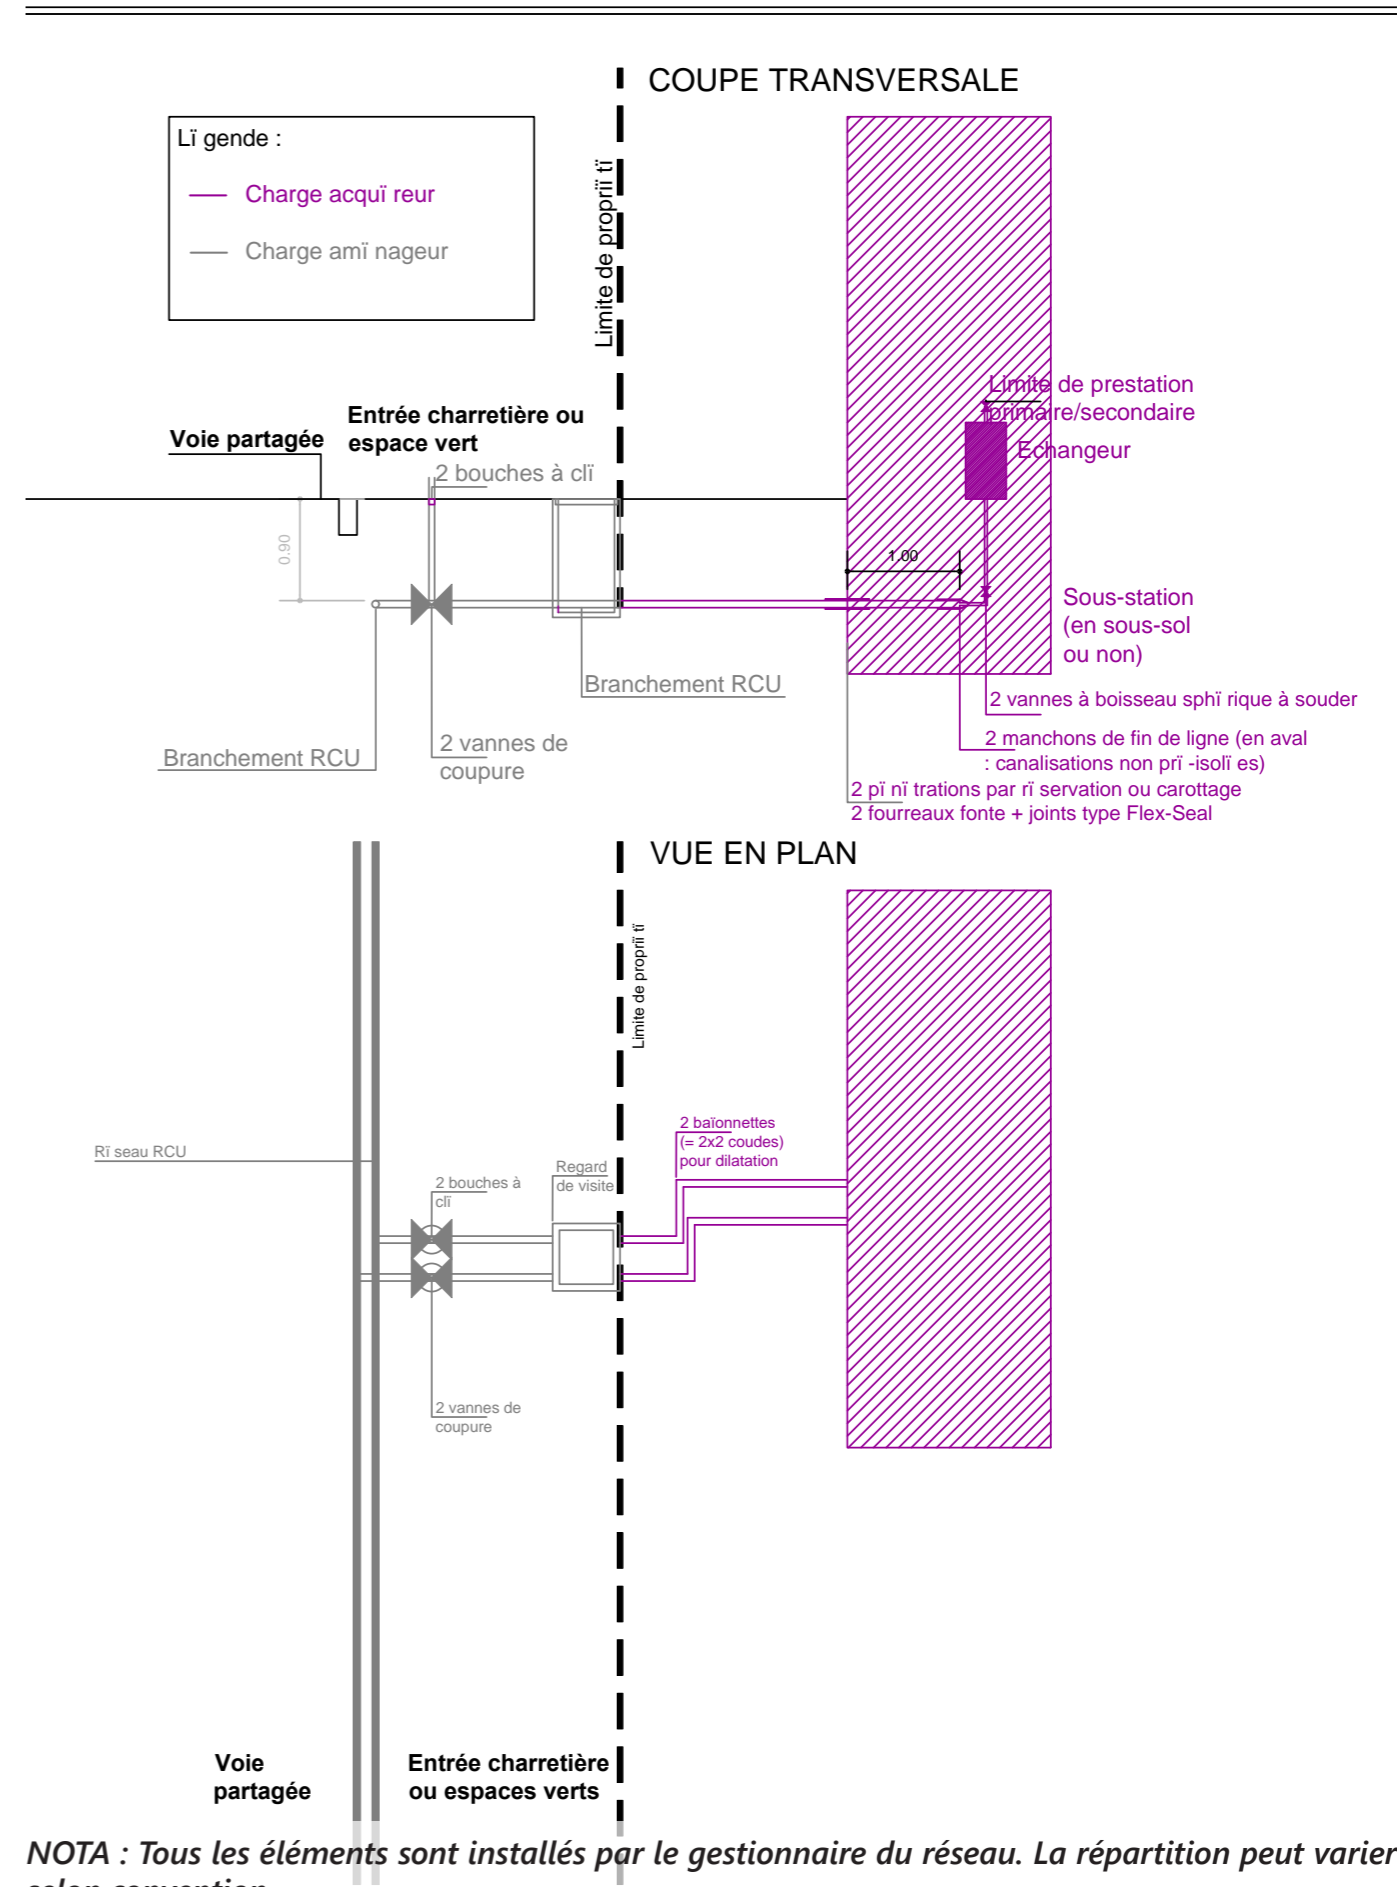 COUPE TRANSVERSALE
Lï gende :
Charge acquï reur
Charge amï nageur
Limite de propriï tï
Limite de prestation
primaire/secondaire
Echangeur
Entrée charretière ou
espace vert
Voie partagée
2 bouches à clï
0.90
1.00
Sous-station
(en sous-sol
ou non)
Branchement RCU
2 vannes à boisseau sphï rique à souder
2 vannes de
coupure
Branchement RCU
2 manchons de fin de ligne (en aval
: canalisations non prï -isolï es)
2 pï nï trations par rï servation ou carottage
2 fourreaux fonte + joints type Flex-Seal
VUE EN PLAN
Limite de propriï tï
2 baïonnettes
(= 2x2 coudes)
pour dilatation
Rï seau RCU
Regard
de visite
2 bouches à
clï
2 vannes de
coupure
Voie
partagée
Entrée charretière
ou espaces verts
NOTA : Tous les éléments sont installés par le gestionnaire du réseau. La répartition peut varier
selon convention